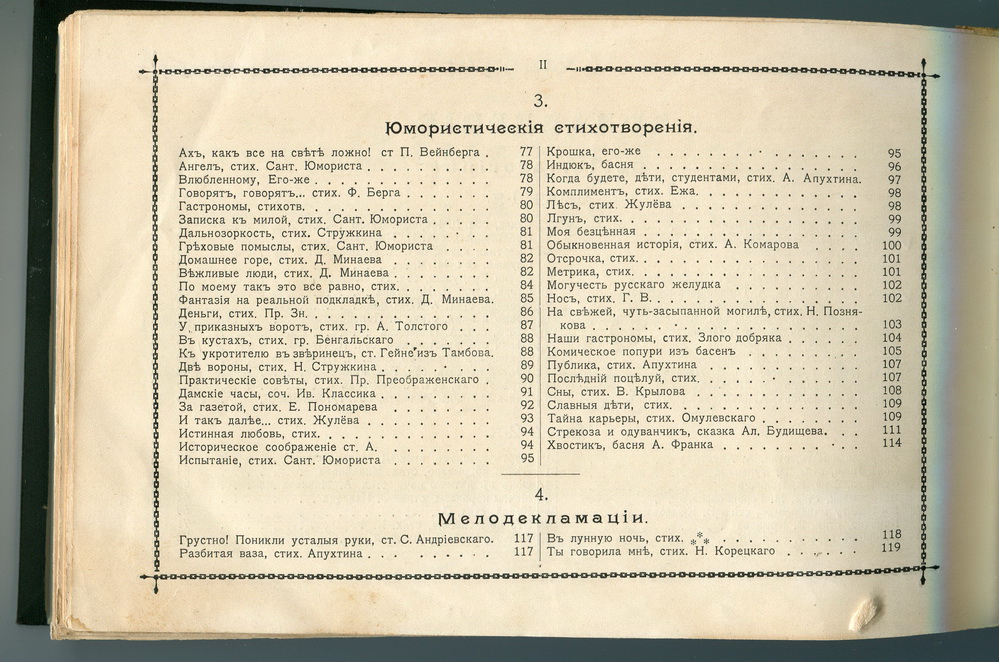 II
3.
Юмористическія стихотворенія.
Ахъ, какъ все на свѣтѣ ложно! ст П. Вейнберга . 77
Ангелъ, стих. Сант. Юмориста . . . . . . . . . . 78
Влюбленному, Его-же . . . . . . . . . . . . . . 78
Говорятъ, говорятъ... стих. Ф. Берга . . . . . . . 79
Гастрономы, стихотв. . . . . . . . . . . . . . . 80
Записка къ милой, стих. Сант. Юмориста . . . . . 80
Дальнозоркость, стих. Стружкина . . . . . . . . 81
Грѣховные помыслы, стих. Сант. Юмориста . . . . 81
Домашнее горе, стих. Д. Минаева . . . . . . . . 82
Вѣжливые люди, стих. Д. Минаева . . . . . . . . 82
По моему такъ это все равно, стих. . . . . . . . 84
Фантазія на реальной подкладкѣ, стих. Д. Минаева. 85
Деньги, стих. Пр. Зн. . . . . . . . . . . . . . . 86
У приказныхъ воротъ, стих. гр. А. Толстого . . . 87
Въ кустахъ, стих. гр. Бенгальскаго . . . . . . . 88
Къ укротителю въ звѣринецъ, ст. Гейне изъ Тамбова. 88
Двѣ вороны, стих. Н. Стружкина . . . . . . . . . 89
Практическіе совѣты, стих. Пр. Преображенскаго . 90
Дамскіе часы, соч. Ив. Классика . . . . . . . . . 91
За газетой, стих. Е. Пономарева . . . . . . . . 92
И такъ далѣе... стих. Жулёва . . . . . . . . . . 93
Истинная любовь, стих. . . . . . . . . . . . . . 94
Историческое соображеніе ст. А. . . . . . . . . . 94
Испытаніе, стих. Сант. Юмориста . . . . . . . . 95
Крошка, его-же . . . . . . . . . . . . . . . . 95
Индюкъ, басня . . . . . . . . . . . . . . . . . 96
Когда будете, дѣти, студентами, стих. А. Апухтина. 97
Комплиментъ, стих. Ежа. . . . . . . . . . . . . 98
Лѣсъ, стих. Жулёва . . . . . . . . . . . . . . 98
Лгунъ, стих. . . . . . . . . . . . . . . . . . 99
Моя безцѣнная . . . . . . . . . . . . . . . . . 99
Обыкновенная исторія, стих. А. Комарова . . . . 100
Отсрочка, стих. . . . . . . . . . . . . . . . . 101
Метрика, стих. . . . . . . . . . . . . . . . . 101
Могучесть русскаго желудка . . . . . . . . . . 102
Носъ, стих. Г. В. . . . . . . . . . . . . . . . 102
На свѣжей, чуть-засыпанной могилѣ, стих. Н. Позня-
кова . . . . . . . . . . . . . . . . . . . . 103
Наши гастрономы, стих. Злого добряка . . . . . 104
Комическое попури изъ басенъ . . . . . . . . . 105
Публика, стих. Апухтина . . . . . . . . . . . . 107
Послѣдній поцѣлуй, стих. . . . . . . . . . . . . 107
Сны, стих. В. Крылова . . . . . . . . . . . . . 108
Славныя дѣти, стих. . . . . . . . . . . . . . . 109
Тайна карьеры, стих. Омулевскаго . . . . . . . 109
Стрекоза и одуванчикъ, сказка Ал. Будищева. . . 111
Хвостикъ, басня А. Франка . . . . . . . . . . . 114
4.
Мелодекламаціи.
Грустно! Поникли усталыя руки, ст. С. Андріевскаго. 117
Разбитая ваза, стих. Апухтина . . . . . . . . . . 117
Въ лунную ночь, стих. *** . . . . . . . . . . . 118
Ты говорила мнѣ, стих. Н. Корецкаго . . . . . . 119